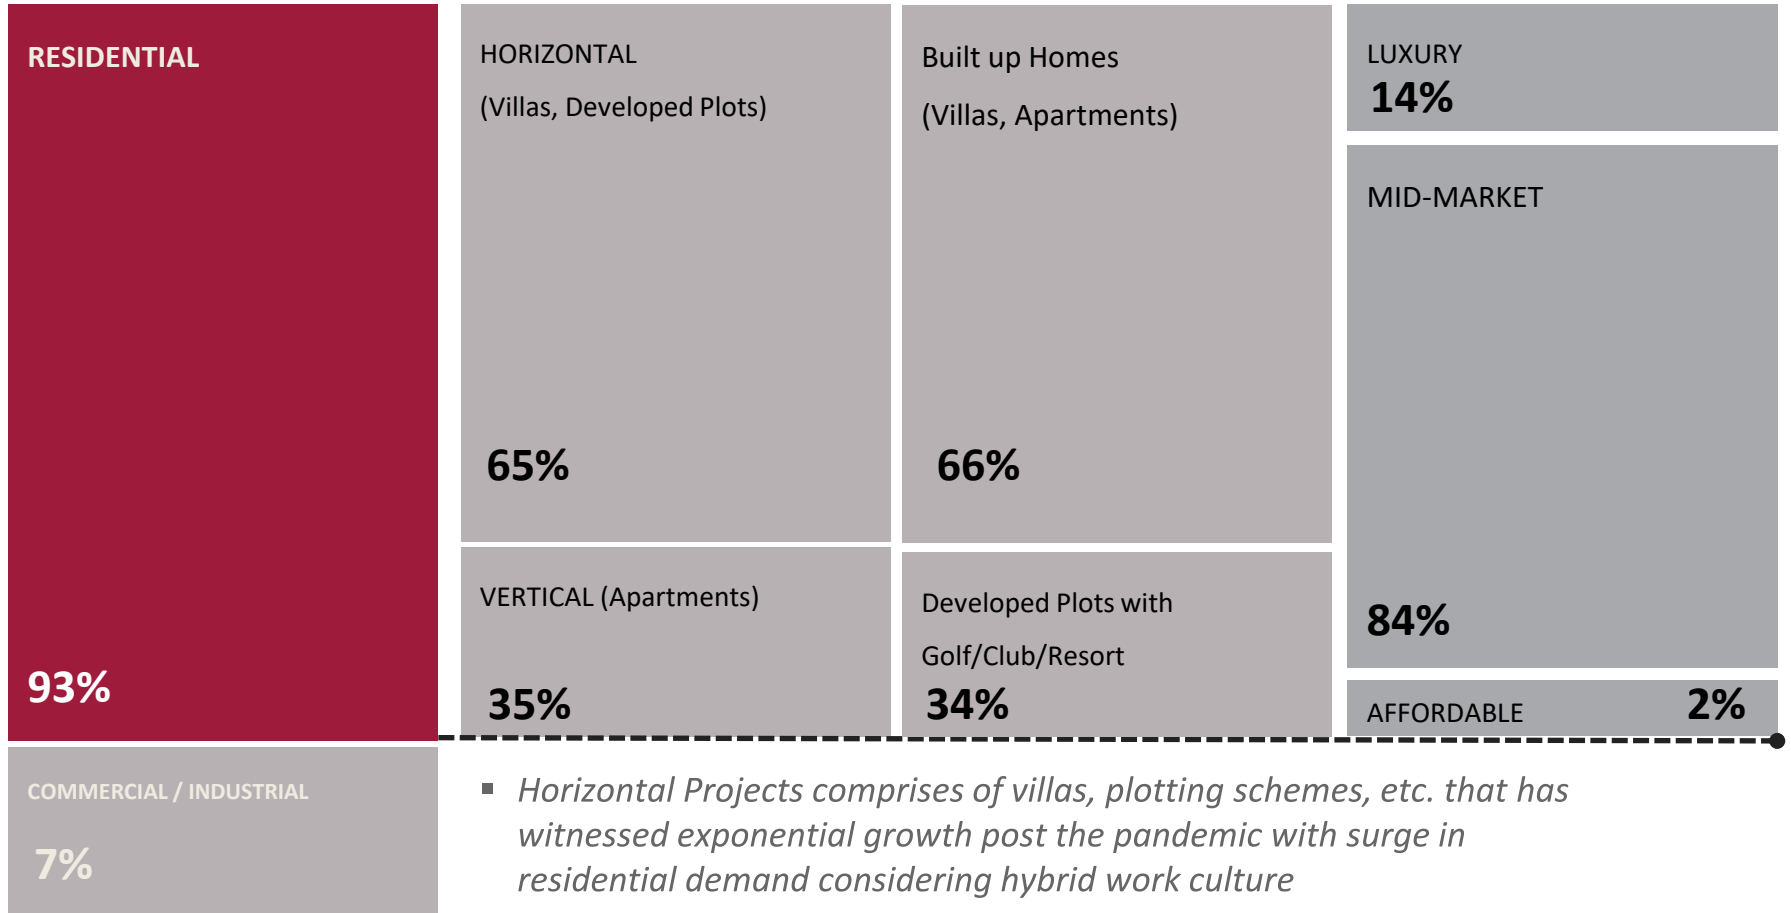 RESIDENTIAL
93%
COMMERCIAL / INDUSTRIAL
7%
HORIZONTAL
(Villas, Developed Plots)
65%
VERTICAL (Apartments)
35%
Built up Homes
(Villas, Apartments)
66%
Developed Plots with
Golf/Club/Resort
34%
LUXURY
14%
MID-MARKET
84%
AFFORDABLE 2%
▪ Horizontal Projects comprises of villas, plotting schemes, etc. that has
witnessed exponential growth post the pandemic with surge in
residential demand considering hybrid work culture